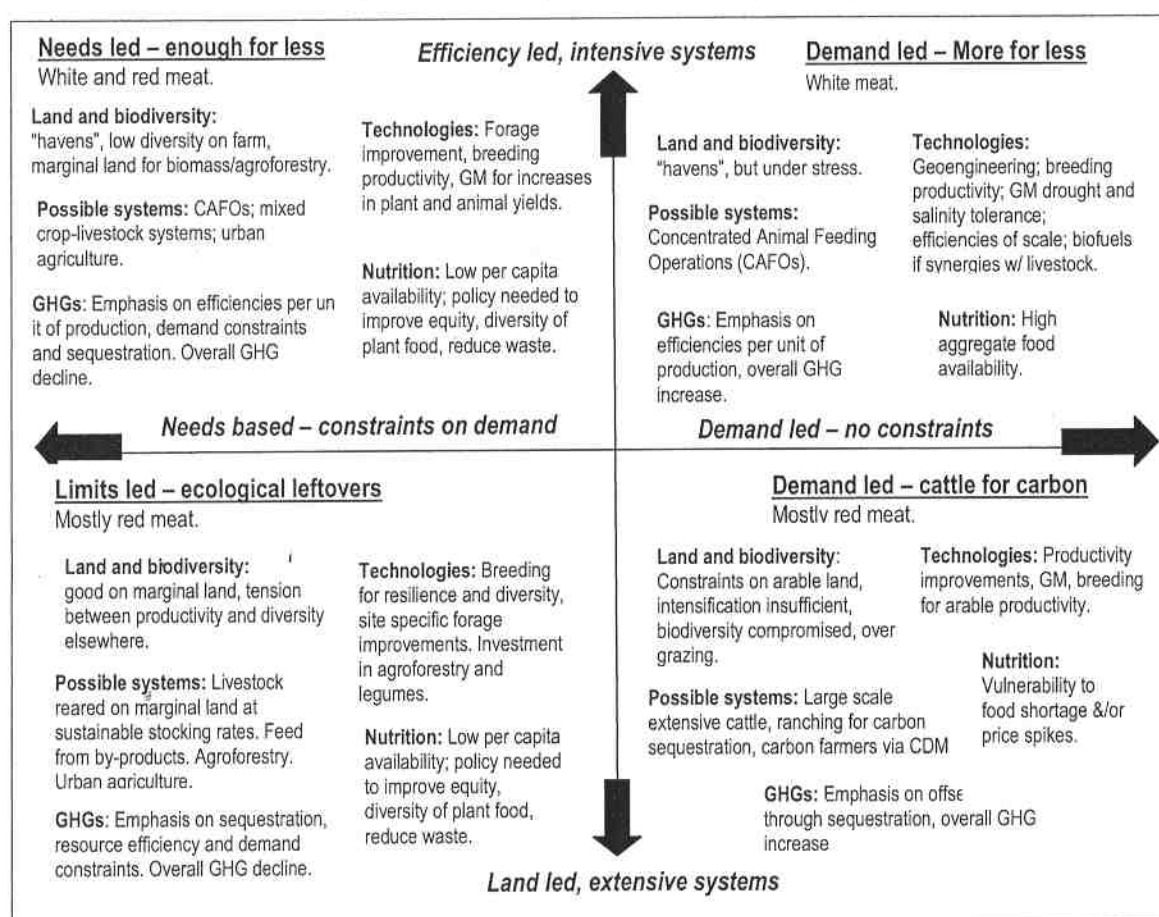 Needs led – enough for less
White and red meat.
Land and biodiversity:
"havens", low diversity on farm,
marginal land for biomass/agroforestry.
Possible systems: CAFOs; mixed
crop-livestock systems; urban
agriculture.
GHGs: Emphasis on efficiencies per un
it of production, demand constraints
and sequestration. Overall GHG
decline.
Technologies: Forage
improvement, breeding
productivity, GM for increases
in plant and animal yields.
Nutrition: Low per capita
availability; policy needed to
improve equity, diversity of
plant food, reduce waste.
Efficiency led, intensive systems
Demand led – More for less
White meat.
Land and biodiversity:
"havens", but under stress.
Possible systems:
Concentrated Animal Feeding
Operations (CAFOs).
GHGs: Emphasis on
efficiencies per unit of
production, overall GHG
increase.
Technologies:
Geoengineering; breeding
productivity; GM drought and
salinity tolerance;
efficiencies of scale; biofuels
if synergies w/ livestock.
Nutrition: High
aggregate food
availability.
Needs based – constraints on demand
Demand led – no constraints
Limits led – ecological leftovers
Mostly red meat.
Land and biodiversity:
good on marginal land, tension
between productivity and diversity
elsewhere.
Possible systems: Livestock
reared on marginal land at
sustainable stocking rates. Feed
from by-products. Agroforestry.
Urban agriculture.
GHGs: Emphasis on sequestration,
resource efficiency and demand
constraints. Overall GHG decline.
Technologies: Breeding
for resilience and diversity,
site specific forage
improvements. Investment
in agroforestry and
legumes.
Nutrition: Low per capita
availability; policy needed
to improve equity,
diversity of plant food,
reduce waste.
Demand led – cattle for carbon
Mostly red meat.
Land and biodiversity:
Constraints on arable land,
intensification insufficient,
biodiversity compromised, over
grazing.
Possible systems: Large scale
extensive cattle, ranching for carbon
sequestration, carbon farmers via CDM
GHGs: Emphasis on offse
through sequestration, overall GHG
increase
Technologies: Productivity
improvements, GM, breeding
for arable productivity.
Nutrition:
Vulnerability to
food shortage &/or
price spikes.
Land led, extensive systems